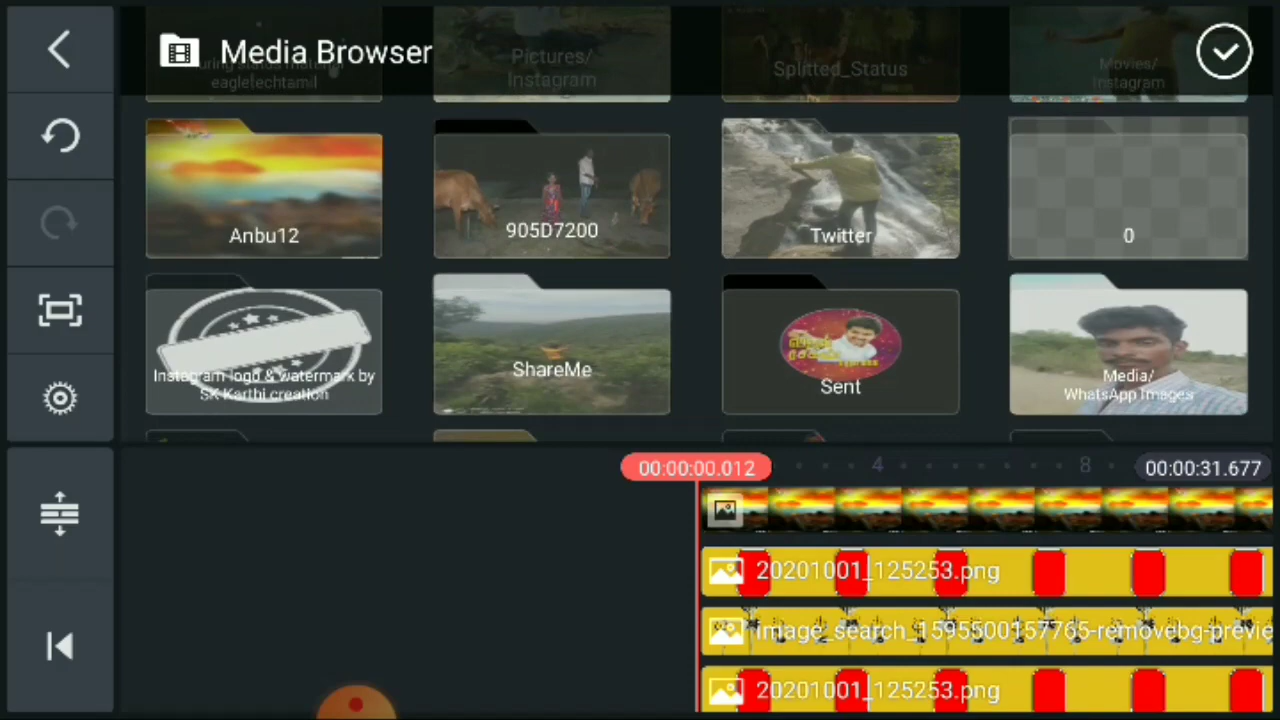 Media Browser
eaglelechtamil
Pictures/
Instagram
Splitted_Status
Movies/
Instagram
Anbu12
905D7200
Twitter
0
Instagram logo & watermark by
SK Karthi creation
ShareMe
Sent
Media/
WhatsApp Images
00:00:00.012
4
8
00:00:31.677
20201001_125253.png
image_search_1595500157765-removebg-previe
20201001_125253.png